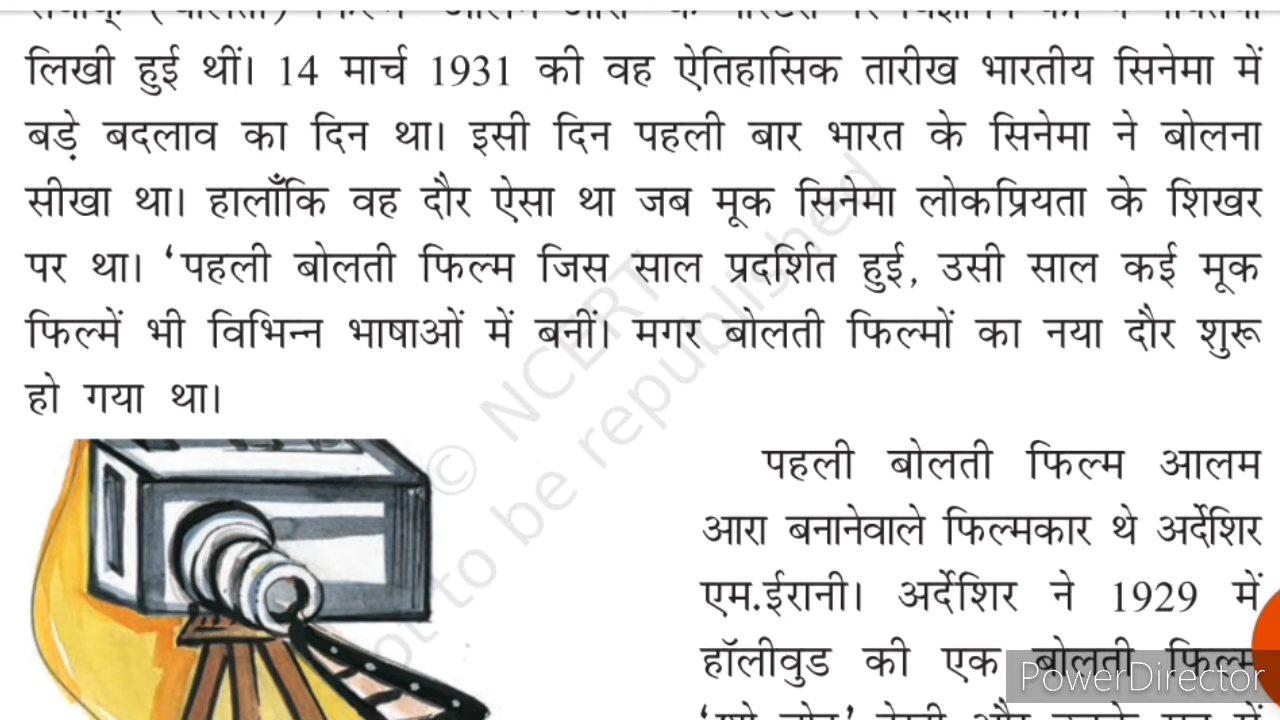 लिखी हुई थीं। 14 मार्च 1931 की वह ऐतिहासिक तारीख भारतीय सिनेमा में
बड़े बदलाव का दिन था। इसी दिन पहली बार भारत के सिनेमा ने बोलना
सीखा था। हालाँकि वह दौर ऐसा था जब मूक सिनेमा लोकप्रियता के शिखर
पर था। ‘पहली बोलती फिल्म जिस साल प्रदर्शित हुई, उसी साल कई मूक
फिल्में भी विभिन्न भाषाओं में बनीं। मगर बोलती फिल्मों का नया दौर शुरू
हो गया था।
© NCERT
not to be republished
पहली बोलती फिल्म आलम
आरा बनानेवाले फिल्मकार थे अर्देशिर
एम.ईरानी। अर्देशिर ने 1929 में
हॉलीवुड की एक बोलती फिल्म
PowerDirector